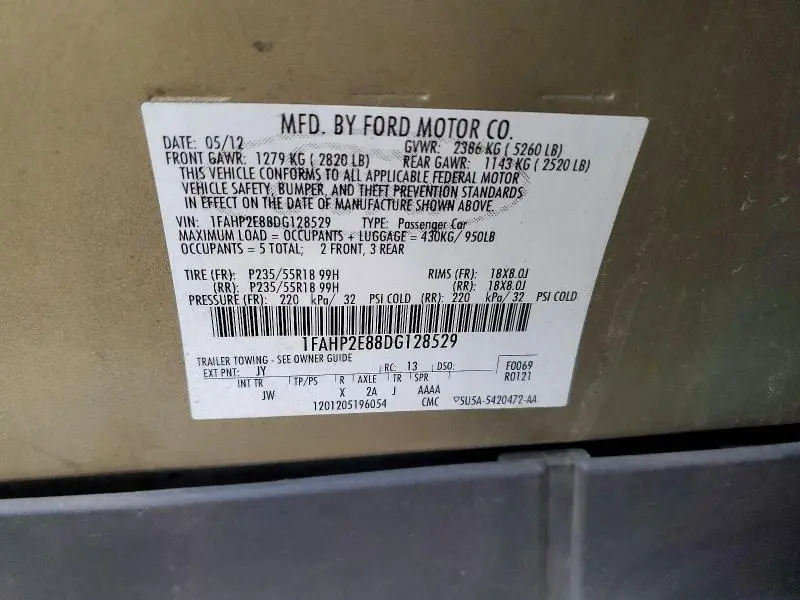 MFD. BY FORD MOTOR CO.
DATE: 05/12 GVWR: 2386 KG ( 5260 LB)
FRONT GAWR: 1279 KG ( 2820 LB) REAR GAWR: 1143 KG ( 2520 LB)
THIS VEHICLE CONFORMS TO ALL APPLICABLE FEDERAL MOTOR
VEHICLE SAFETY, BUMPER, AND THEFT PREVENTION STANDARDS
IN EFFECT ON THE DATE OF MANUFACTURE SHOWN ABOVE.
VIN: 1FAHP2E88DG128529 TYPE: Passenger Car
MAXIMUM LOAD = OCCUPANTS + LUGGAGE = 430KG/ 950LB
OCCUPANTS = 5 TOTAL; 2 FRONT, 3 REAR
TIRE (FR): P235/55R18 99H RIMS (FR): 18X8.0J
(RR): P235/55R18 99H (RR): 18X8.0J
PRESSURE (FR): 220 kPa/ 32 PSI COLD (RR): 220 kPa/ 32 PSI COLD
1FAHP2E88DG128529
TRAILER TOWING - SEE OWNER GUIDE
EXT PNT: JY RC: 13 DSO: F0069
INT TR TP/PS R AXLE TR SPR R0121
JW X 2A J AAAA
1201205196054 CMC ▽5U5A-5420472-AA